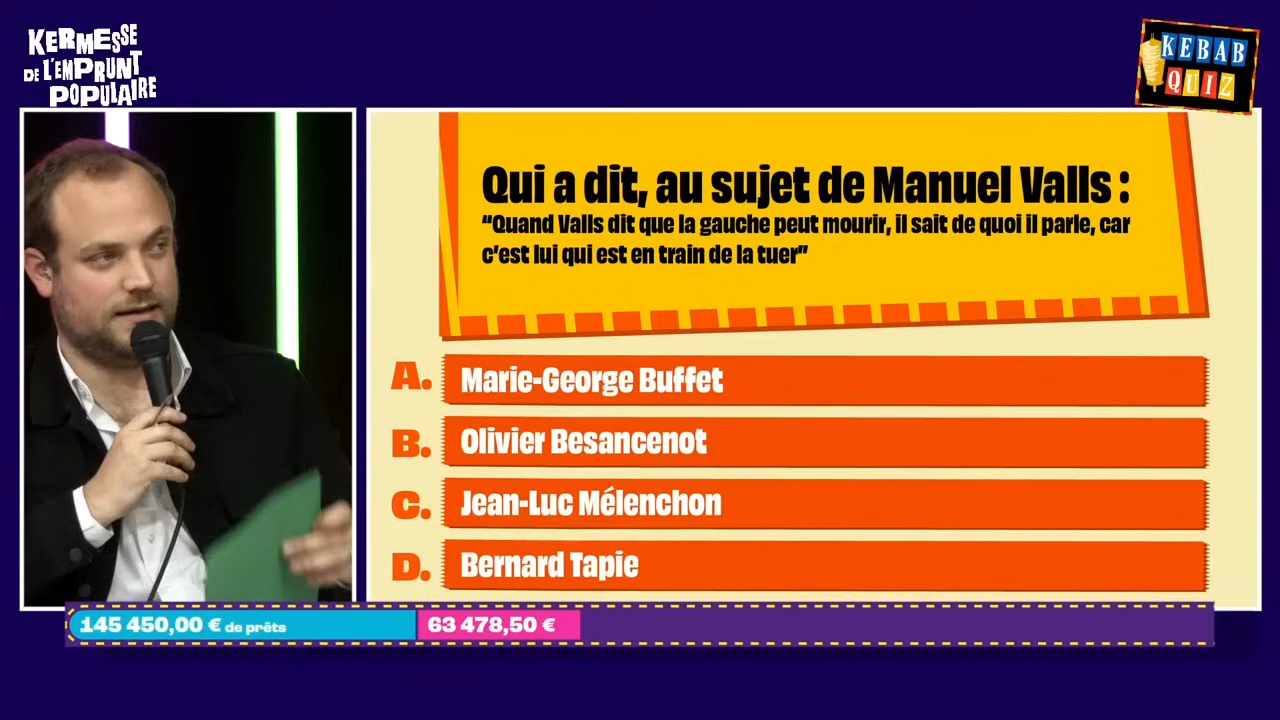 KERMESSE
DE L'EMPRUNT
POPULAIRE
KEBAB
QUIZ
Qui a dit, au sujet de Manuel Valls :
“Quand Valls dit que la gauche peut mourir, il sait de quoi il parle, car
c’est lui qui est en train de la tuer”
A. Marie-George Buffet
B. Olivier Besancenot
C. Jean-Luc Mélenchon
D. Bernard Tapie
145 450,00 € de prêts 63 478,50 €